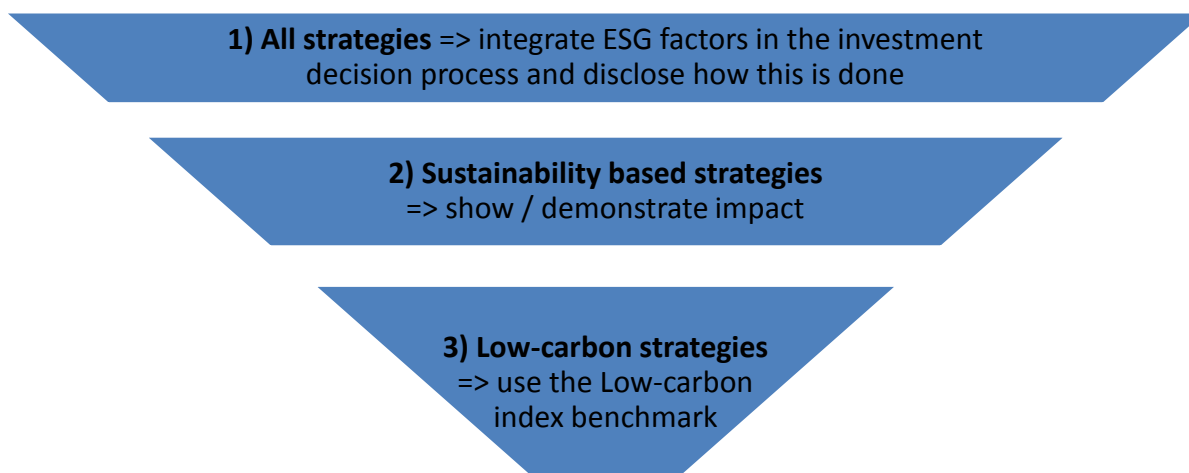 1) All strategies => integrate ESG factors in the investment
decision process and disclose how this is done
2) Sustainability based strategies
=> show / demonstrate impact
3) Low-carbon strategies
=> use the Low-carbon
index benchmark